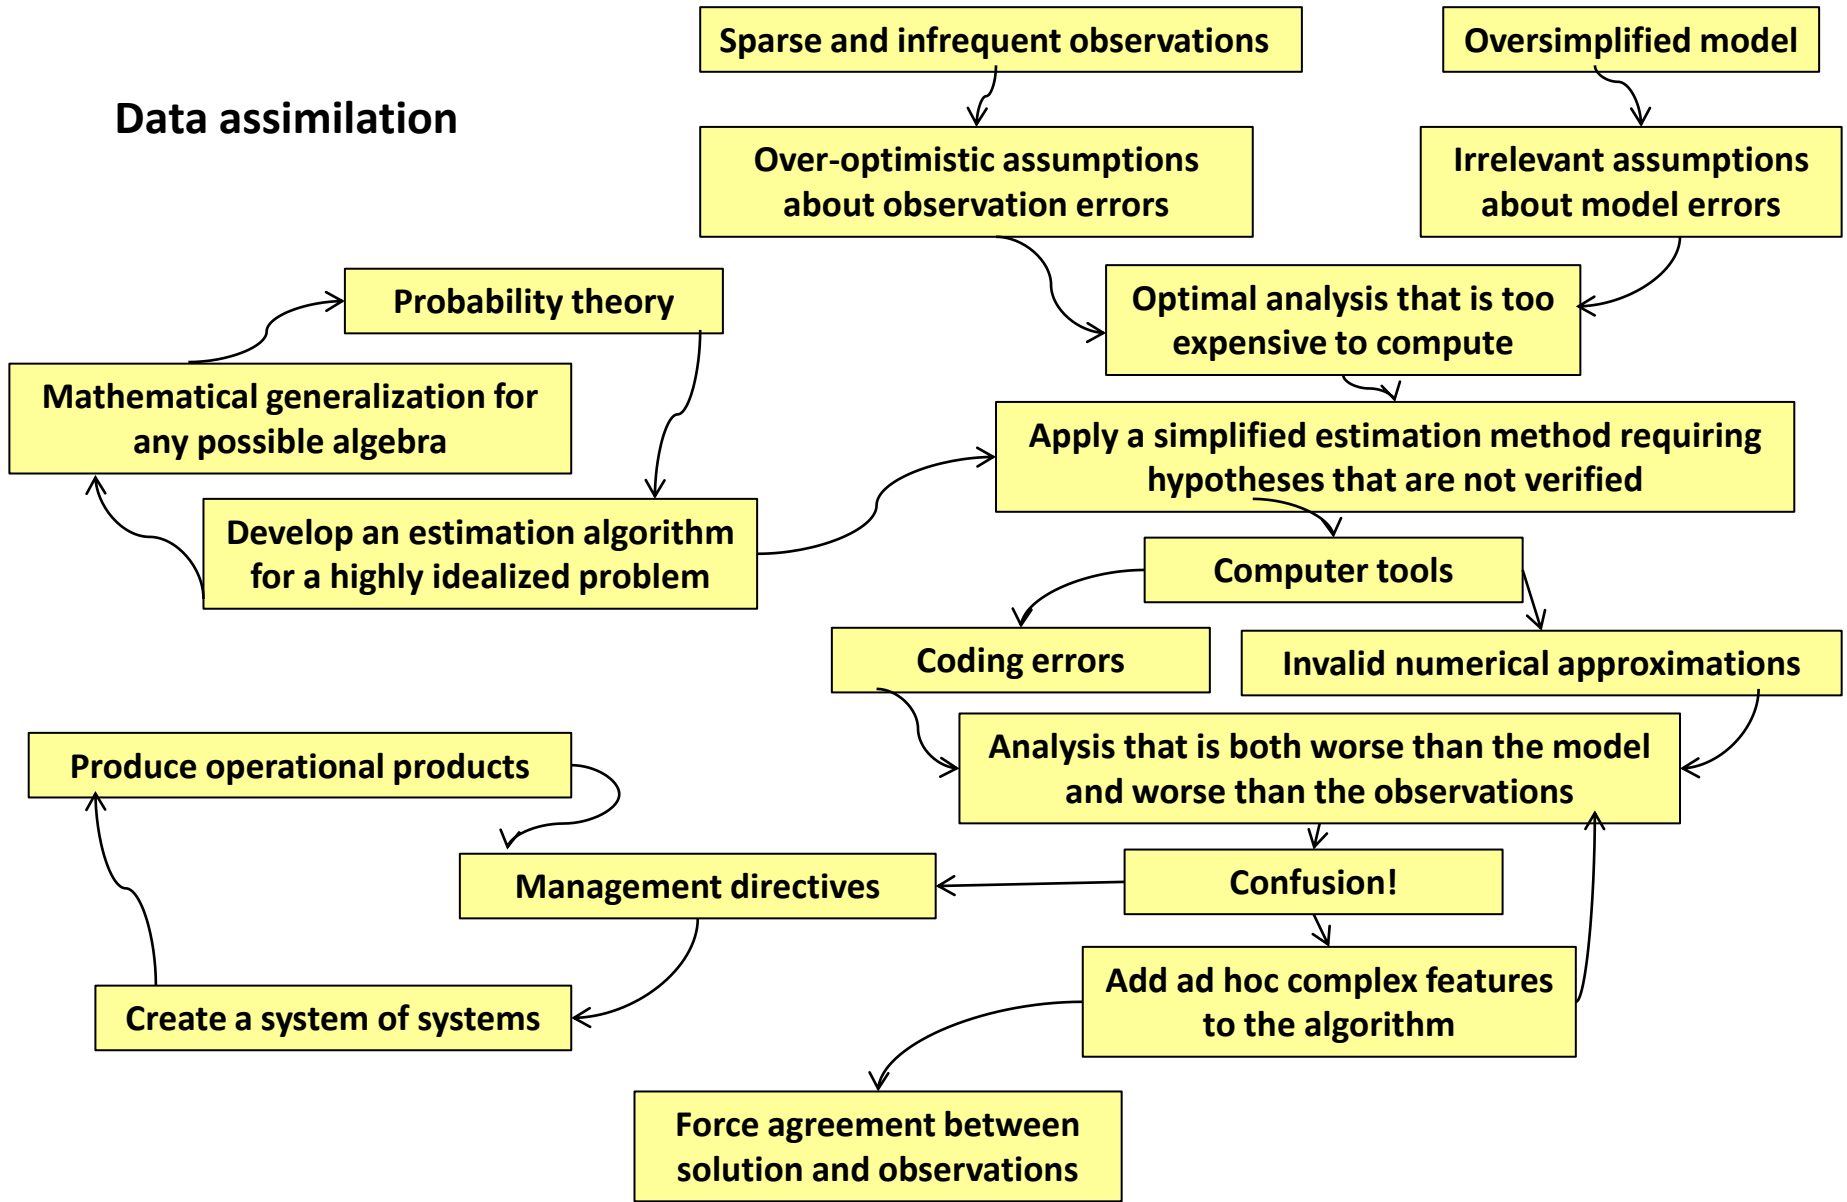 Data assimilation
Sparse and infrequent observations
Oversimplified model
Over-optimistic assumptions
about observation errors
Irrelevant assumptions
about model errors
Probability theory
Optimal analysis that is too
expensive to compute
Mathematical generalization for
any possible algebra
Apply a simplified estimation method requiring
hypotheses that are not verified
Develop an estimation algorithm
for a highly idealized problem
Computer tools
Coding errors
Invalid numerical approximations
Analysis that is both worse than the model
and worse than the observations
Produce operational products
Management directives
Confusion!
Create a system of systems
Add ad hoc complex features
to the algorithm
Force agreement between
solution and observations